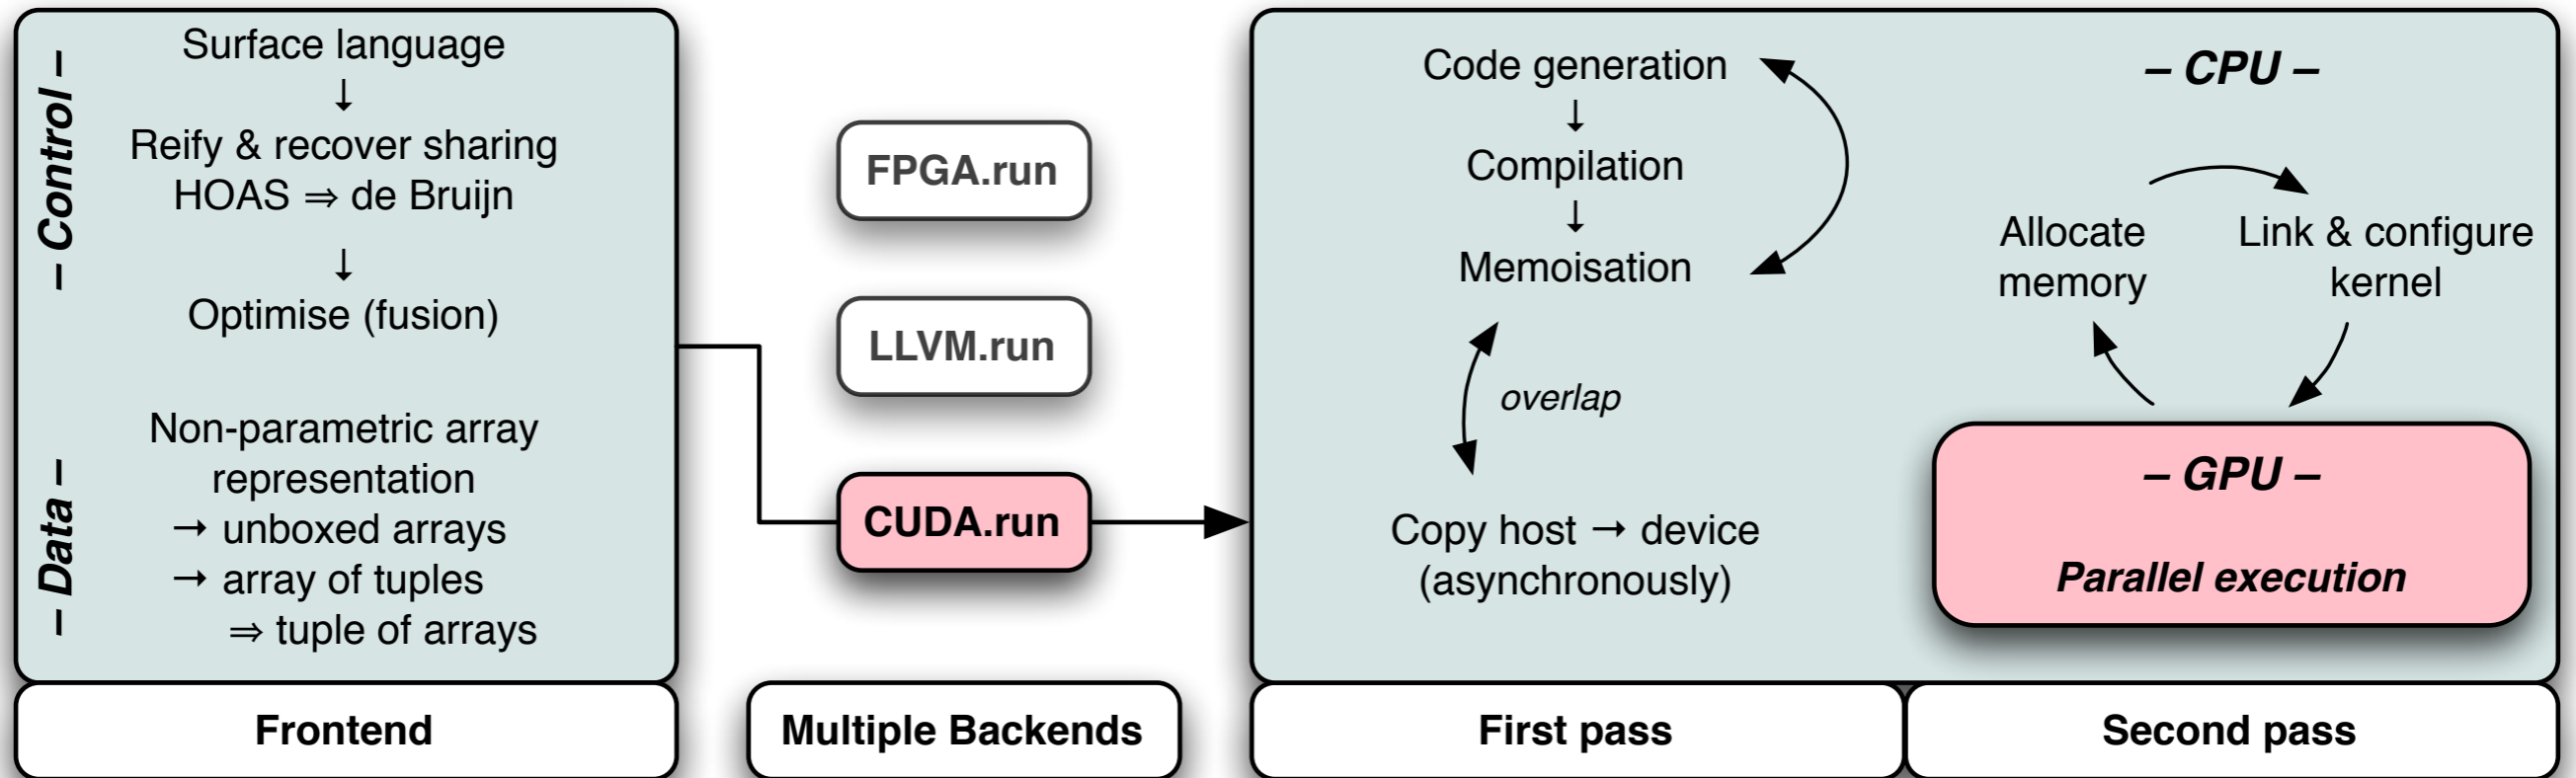 – Control –
Surface language
↓
Reify & recover sharing
HOAS ⇒ de Bruijn
↓
Optimise (fusion)
– Data –
Non-parametric array
representation
→ unboxed arrays
→ array of tuples
⇒ tuple of arrays
Frontend
FPGA.run
LLVM.run
CUDA.run
Multiple Backends
Code generation
↓
Compilation
↓
Memoisation
overlap
Copy host → device
(asynchronously)
First pass
– CPU –
Allocate
memory
Link & configure
kernel
– GPU –
Parallel execution
Second pass